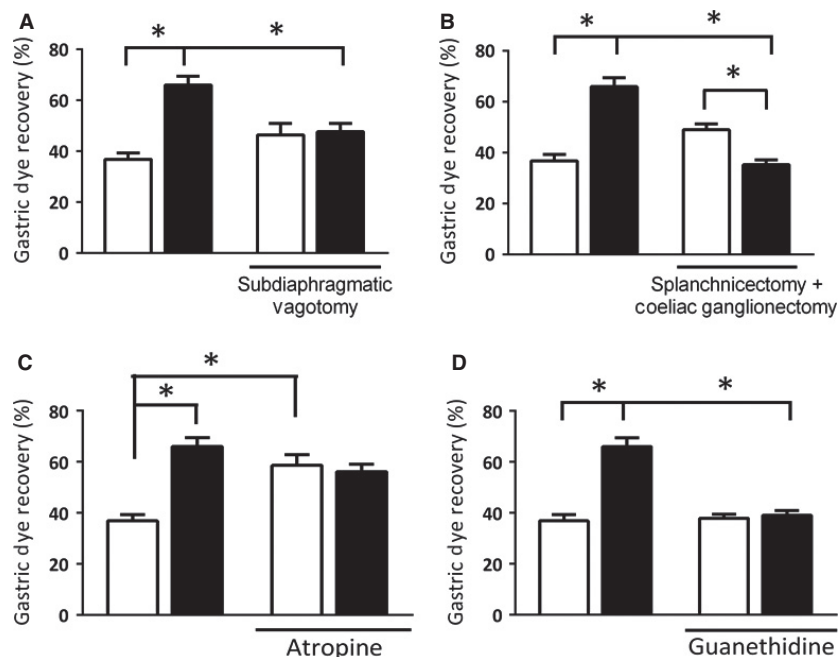 A
Gastric dye recovery (%)
80
60
40
20
0
*
*
Subdiaphragmatic
vagotomy
B
Gastric dye recovery (%)
80
60
40
20
0
*
*
*
Splanchnicectomy +
coeliac ganglionectomy
C
Gastric dye recovery (%)
80
60
40
20
0
*
*
Atropine
D
Gastric dye recovery (%)
80
60
40
20
0
*
*
Guanethidine